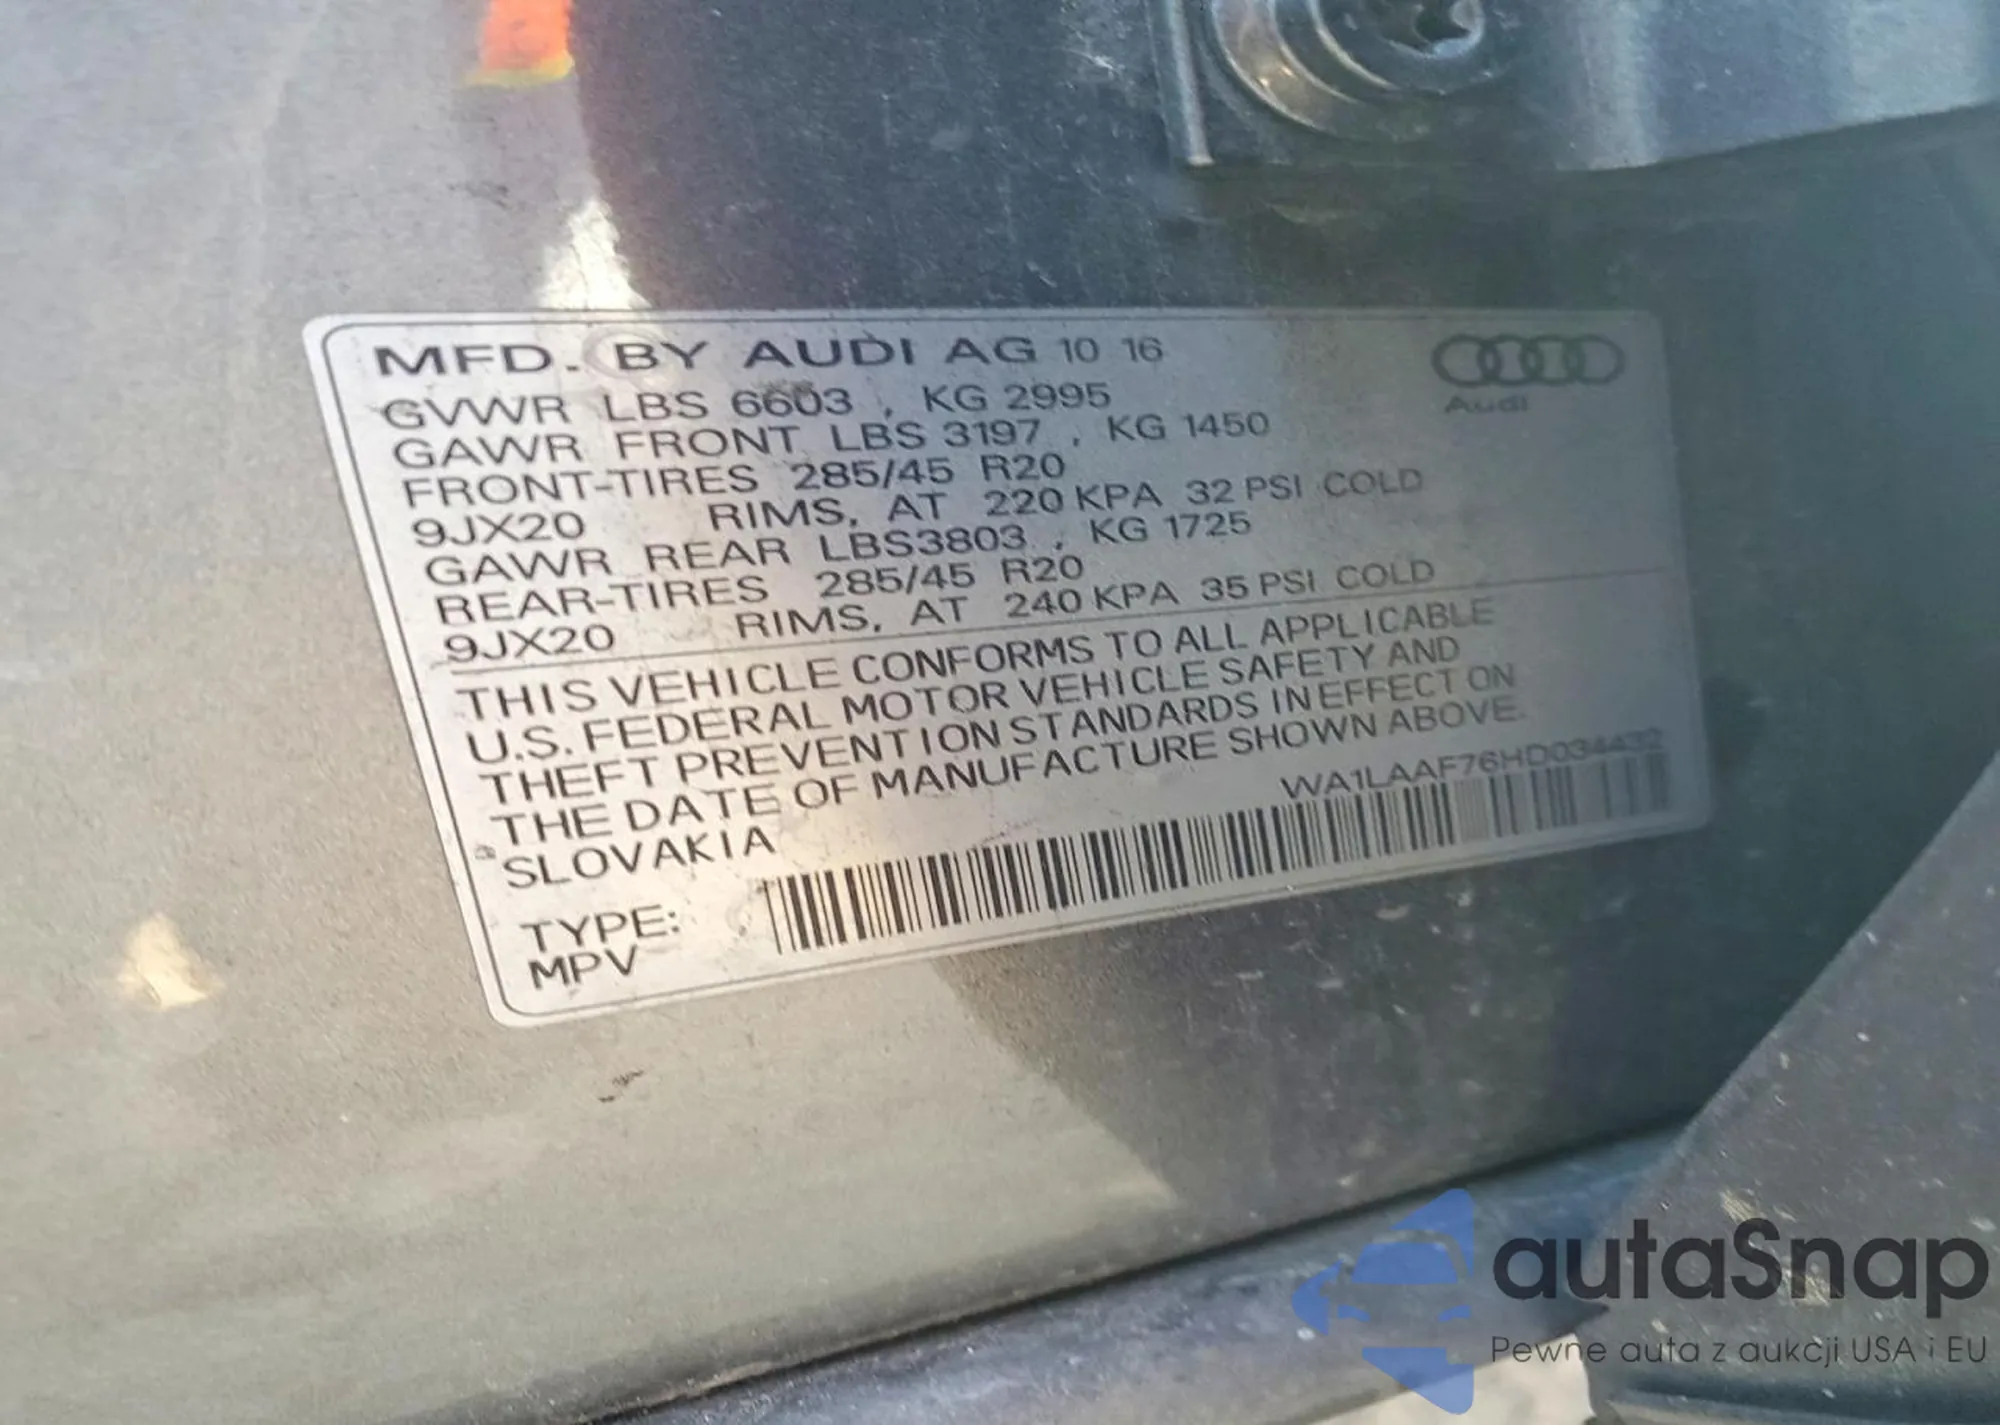 MFD. BY AUDI AG 10 16
Audi
GVWR LBS 6603 , KG 2995
GAWR FRONT LBS 3197 , KG 1450
FRONT-TIRES 285/45 R20
9JX20 RIMS, AT 220 KPA 32 PSI COLD
GAWR REAR LBS3803 , KG 1725
REAR-TIRES 285/45 R20
9JX20 RIMS, AT 240 KPA 35 PSI COLD
THIS VEHICLE CONFORMS TO ALL APPLICABLE
U.S. FEDERAL MOTOR VEHICLE SAFETY AND
THEFT PREVENTION STANDARDS IN EFFECT ON
THE DATE OF MANUFACTURE SHOWN ABOVE.
SLOVAKIA
WA1LAAF76HD034432
TYPE:
MPV
autaSnap
Pewne auta z aukcji USA i EU